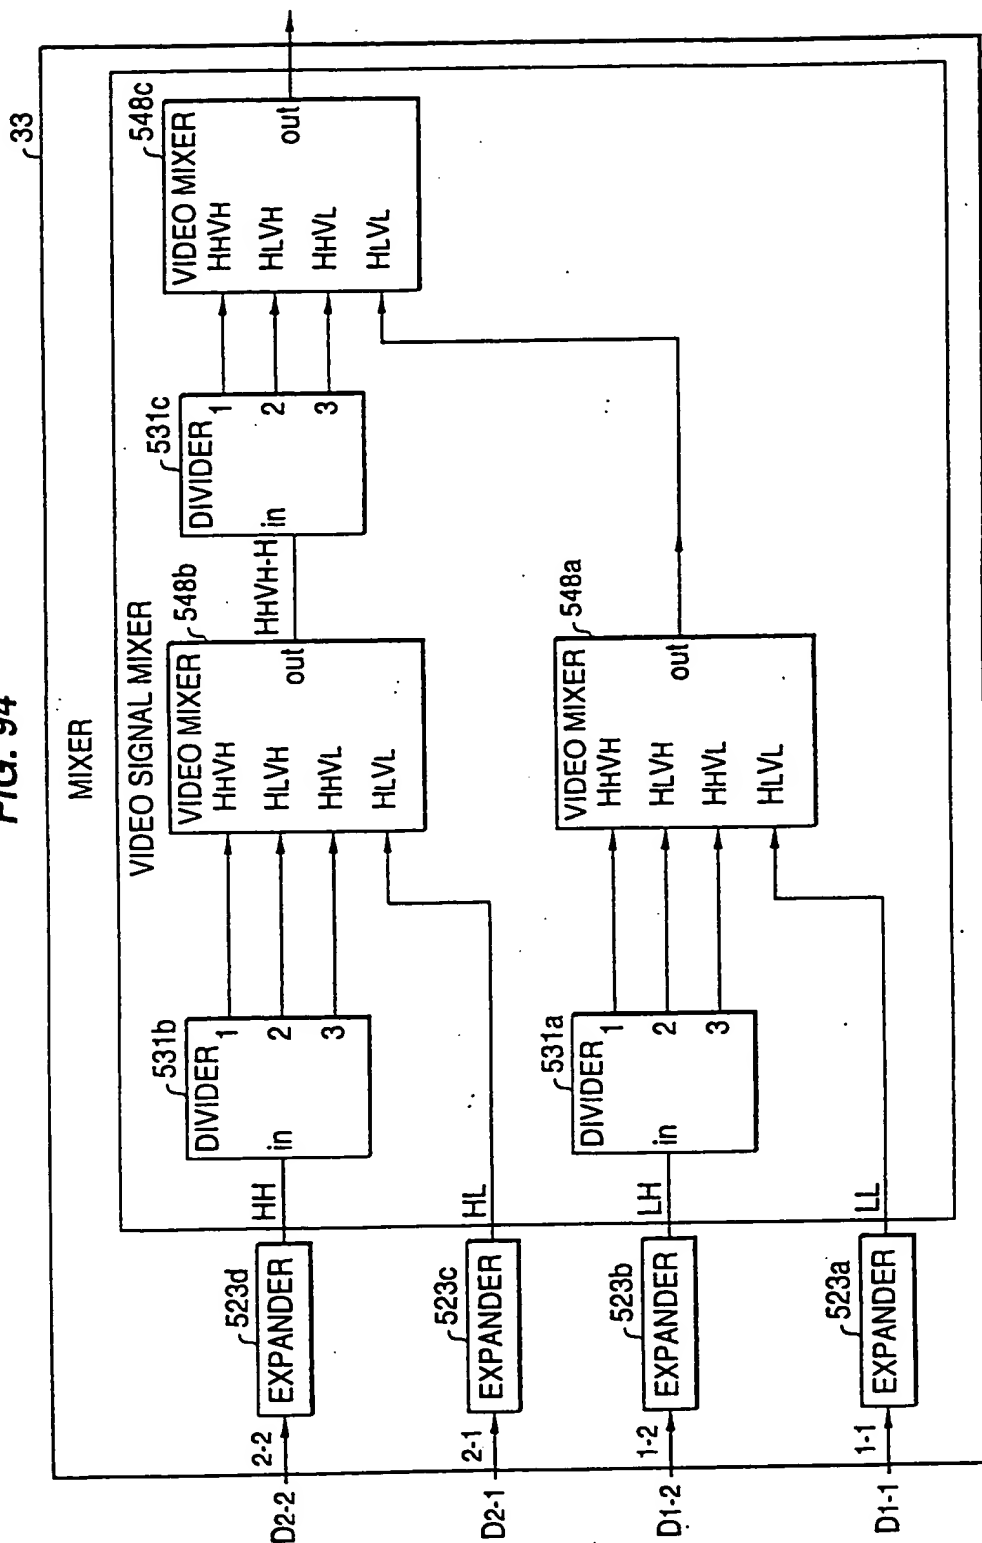 FIG. 94
33
MIXER
VIDEO SIGNAL MIXER
D2-2
2-2
EXPANDER
523d
HH
DIVIDER
531b
in
1
2
3
VIDEO MIXER
548b
HHVH
HLVH
HHVL
HLVL
out
HHVH-H
DIVIDER
531c
in
1
2
3
VIDEO MIXER
548c
HHVH
HLVH
HHVL
HLVL
out
D2-1
2-1
EXPANDER
523c
HL
D1-2
1-2
EXPANDER
523b
LH
DIVIDER
531a
in
1
2
3
VIDEO MIXER
548a
HHVH
HLVH
HHVL
HLVL
out
D1-1
1-1
EXPANDER
523a
LL